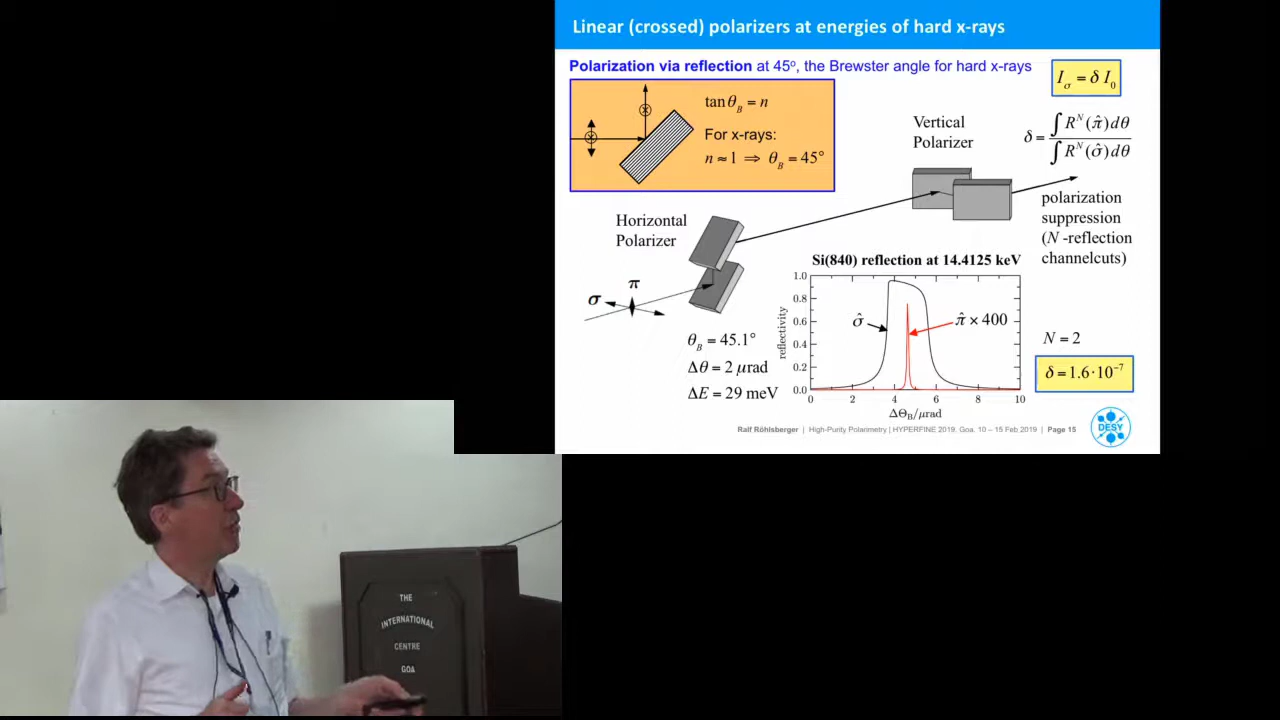 Linear (crossed) polarizers at energies of hard x-rays
Polarization via reflection at 45°, the Brewster angle for hard x-rays
I_σ = δ I_0
tan θ_B = n
For x-rays:
n ≈ 1 ⇒ θ_B = 45°
Vertical
Polarizer
δ = ∫ R^N(π̂) dθ / ∫ R^N(σ̂) dθ
polarization
suppression
(N -reflection
channelcuts)
Horizontal
Polarizer
σ
π
θ_B = 45.1°
Δθ = 2 μrad
ΔE = 29 meV
Si(840) reflection at 14.4125 keV
reflectivity
1.0
0.8
0.6
0.4
0.2
0.0
σ̂
π̂ × 400
0 2 4 6 8 10
ΔΘ_B/μrad
N = 2
δ = 1.6·10⁻⁷
Ralf Röhlsberger | High-Purity Polarimetry | HYPERFINE 2019. Goa. 10 – 15 Feb 2019 | Page 15
DESY
THE
INTERNATIONAL
CENTRE
GOA